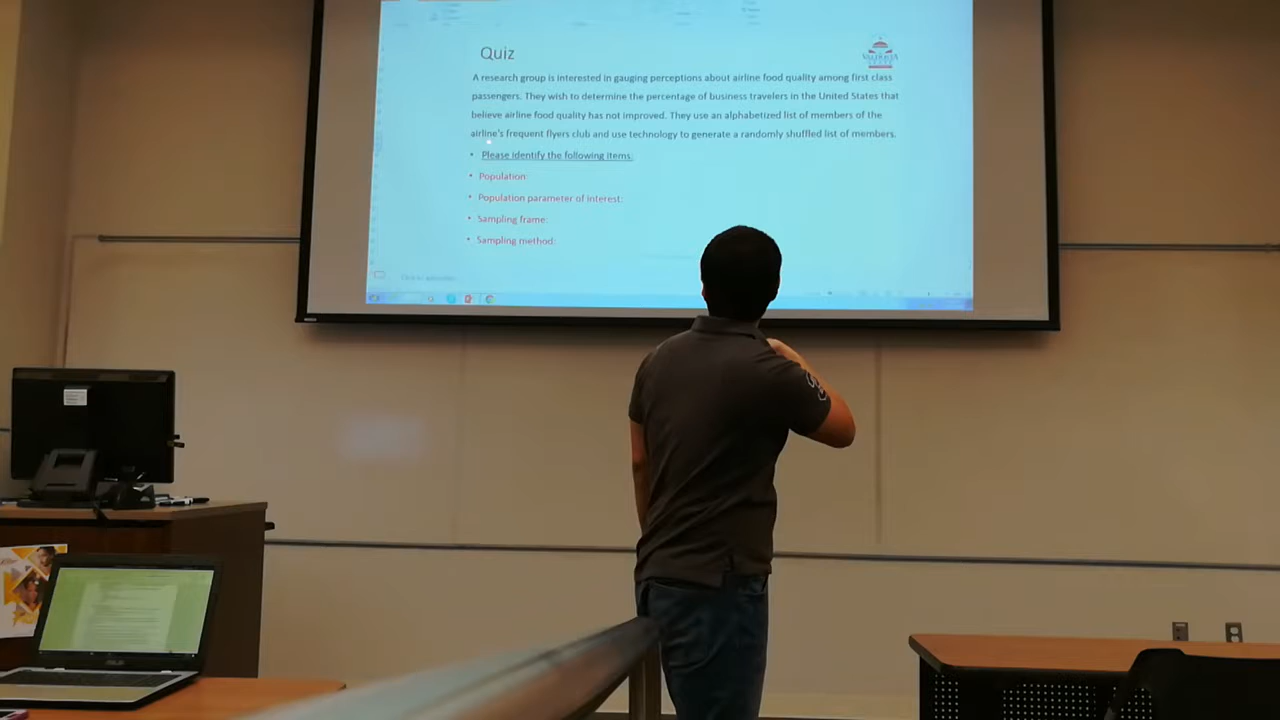 Quiz
VALDOSTA
STATE
A research group is interested in gauging perceptions about airline food quality among first class
passengers. They wish to determine the percentage of business travelers in the United States that
believe airline food quality has not improved. They use an alphabetized list of members of the
airline's frequent flyers club and use technology to generate a randomly shuffled list of members.
• Please identify the following items:
• Population:
• Population parameter of interest:
• Sampling frame:
• Sampling method:
ASUS